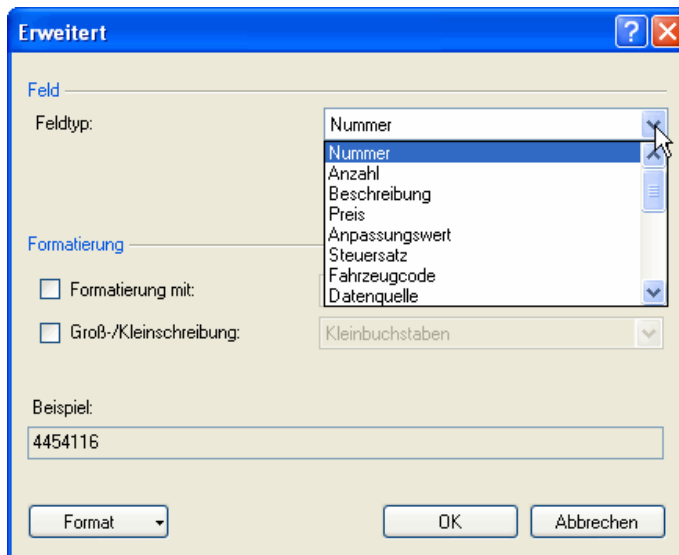 Erweitert
Feld
Feldtyp:
Nummer
Nummer
Anzahl
Beschreibung
Preis
Anpassungswert
Steuersatz
Fahrzeugcode
Datenquelle
Formatierung
Formatierung mit:
Groß-/Kleinschreibung:
Kleinbuchstaben
Beispiel:
4454116
Format
OK
Abbrechen